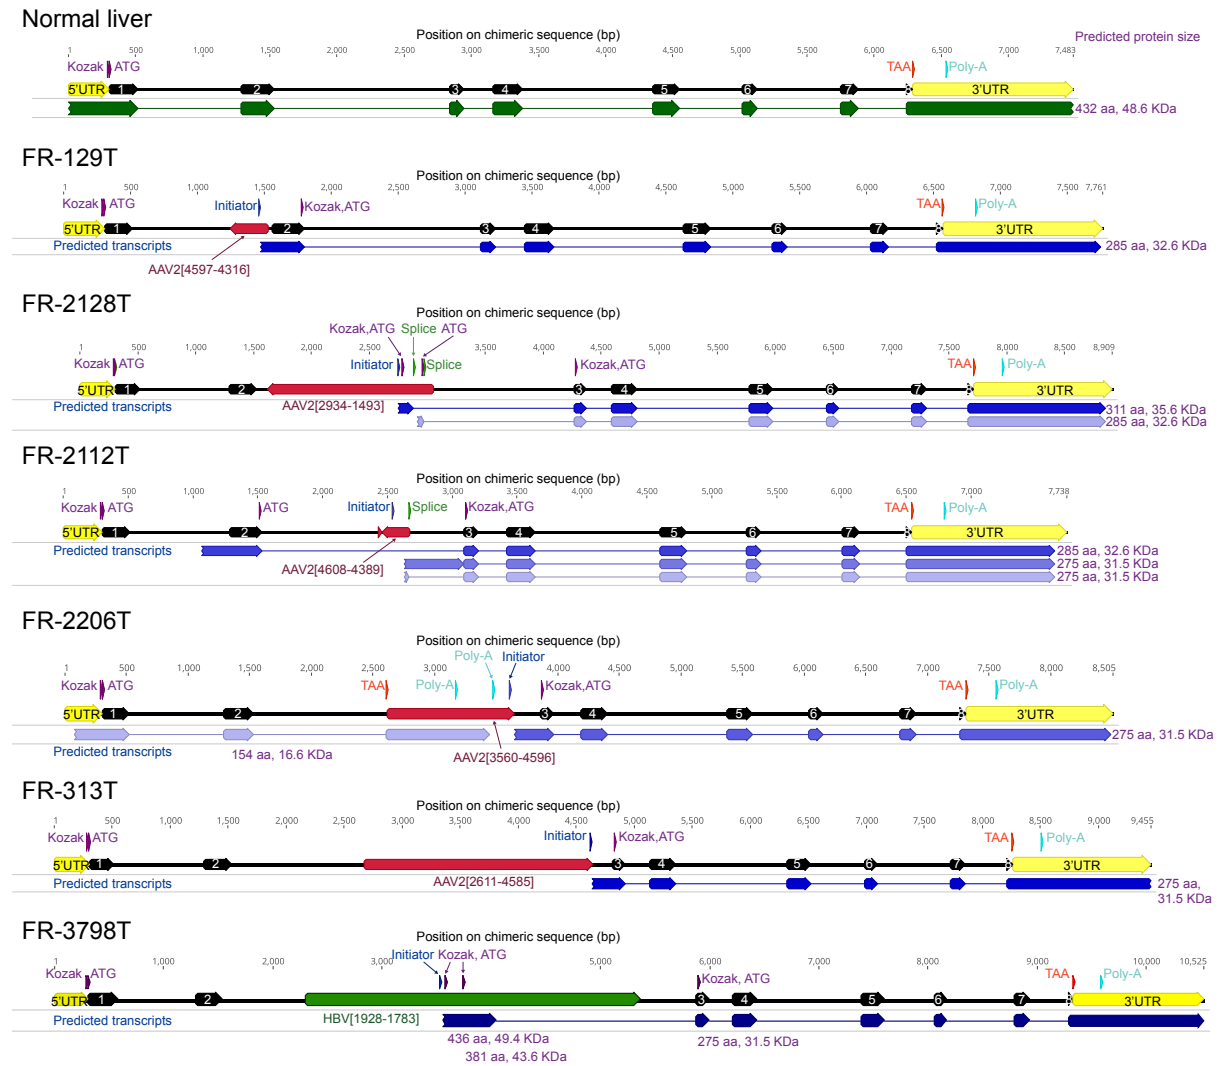 Normal liver
Position on chimeric sequence (bp)
Predicted protein size
1 500 1,000 1,500 2,000 2,500 3,000 3,500 4,000 4,500 5,000 5,500 6,000 6,500 7,000 7,483
Kozak ATG TAA Poly-A
5'UTR 1 2 3 4 5 6 7 8 3'UTR
432 aa, 48.6 KDa
FR-129T
Position on chimeric sequence (bp)
1 500 1,000 1,500 2,000 2,500 3,000 3,500 4,000 4,500 5,000 5,500 6,000 6,500 7,000 7,500 7,761
Kozak ATG Initiator Kozak,ATG TAA Poly-A
5'UTR 1 2 3 4 5 6 7 8 3'UTR
Predicted transcripts 285 aa, 32.6 KDa
AAV2[4597-4316]
FR-2128T
Position on chimeric sequence (bp)
Kozak,ATG Splice ATG
1 500 1,000 1,500 2,000 2,500 3,500 4,000 4,500 5,000 5,500 6,000 6,500 7,000 7,500 8,000 8,500 8,909
Kozak ATG Initiator Splice Kozak,ATG TAA Poly-A
5'UTR 1 2 3 4 5 6 7 8 3'UTR
Predicted transcripts AAV2[2934-1493] 311 aa, 35.6 KDa
285 aa, 32.6 KDa
FR-2112T
Position on chimeric sequence (bp)
1 500 1,000 1,500 2,000 2,500 3,000 3,500 4,000 4,500 5,000 5,500 6,000 6,500 7,000 7,738
Kozak ATG ATG Initiator Splice Kozak,ATG TAA Poly-A
5'UTR 1 2 3 4 5 6 7 8 3'UTR
Predicted transcripts 285 aa, 32.6 KDa
AAV2[4608-4389] 275 aa, 31.5 KDa
275 aa, 31.5 KDa
FR-2206T
Position on chimeric sequence (bp)
Poly-A Initiator
1 500 1,000 1,500 2,000 2,500 3,000 4,000 4,500 5,000 5,500 6,000 6,500 7,000 7,500 8,000 8,505
Kozak ATG TAA Poly-A Kozak,ATG TAA Poly-A
5'UTR 1 2 3 4 5 6 7 8 3'UTR
275 aa, 31.5 KDa
Predicted transcripts 154 aa, 16.6 KDa AAV2[3560-4596]
FR-313T
Position on chimeric sequence (bp)
1 500 1,000 1,500 2,000 2,500 3,000 3,500 4,000 4,500 5,000 5,500 6,000 6,500 7,000 7,500 8,000 8,500 9,000 9,455
Kozak ATG Initiator Kozak,ATG TAA Poly-A
5'UTR 1 2 3 4 5 6 7 8 3'UTR
Predicted transcripts AAV2[2611-4585] 275 aa,
31.5 KDa
FR-3798T
Position on chimeric sequence (bp)
Initiator Kozak, ATG
1 1,000 2,000 3,000 5,000 6,000 7,000 8,000 9,000 10,000 10,525
Kozak ATG Kozak, ATG TAA Poly-A
5'UTR 1 2 3 4 5 6 7 8 3'UTR
Predicted transcripts HBV[1928-1783]
436 aa, 49.4 KDa 275 aa, 31.5 KDa
381 aa, 43.6 KDa